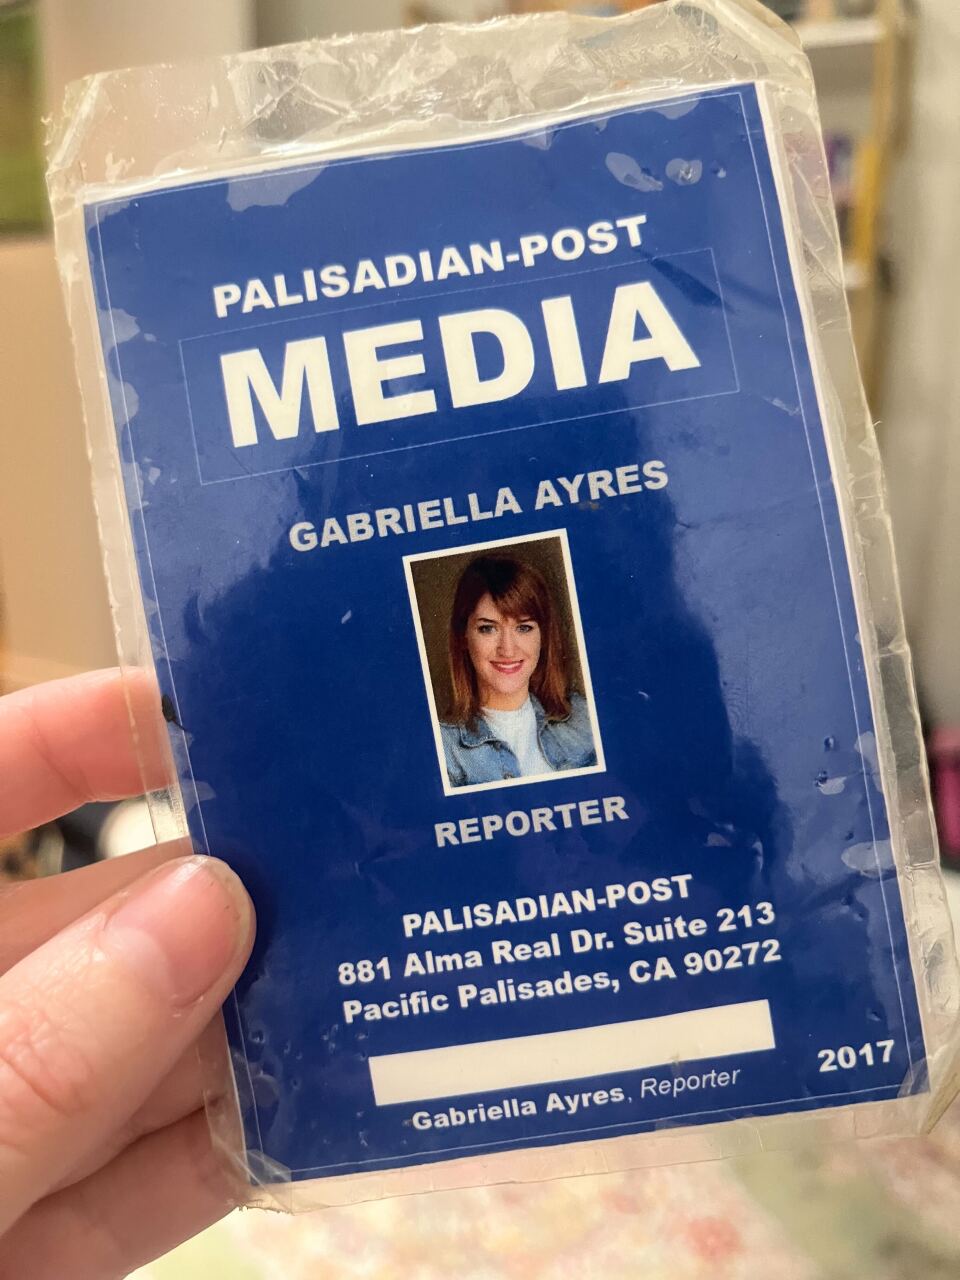 PALISADIAN-POST
MEDIA
GABRIELLA AYRES
REPORTER
PALISADIAN-POST
881 Alma Real Dr. Suite 213
Pacific Palisades, CA 90272
Gabriella Ayres, Reporter
2017